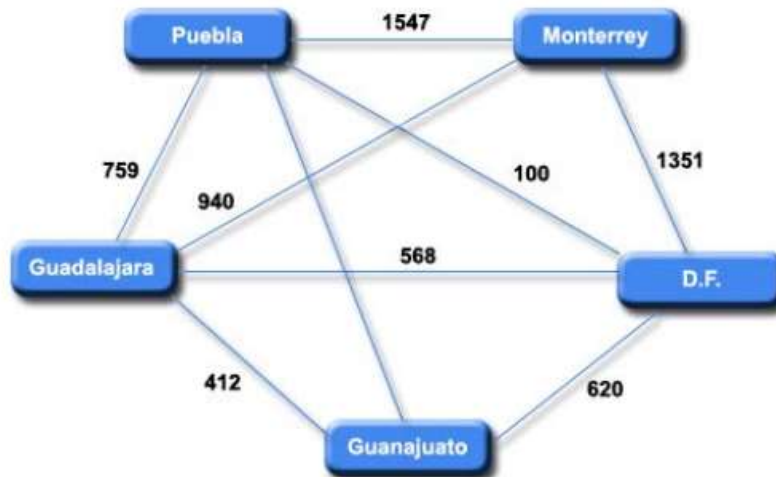 Puebla
1547
Monterrey
759
940
100
1351
Guadalajara
568
D.F.
412
620
Guanajuato